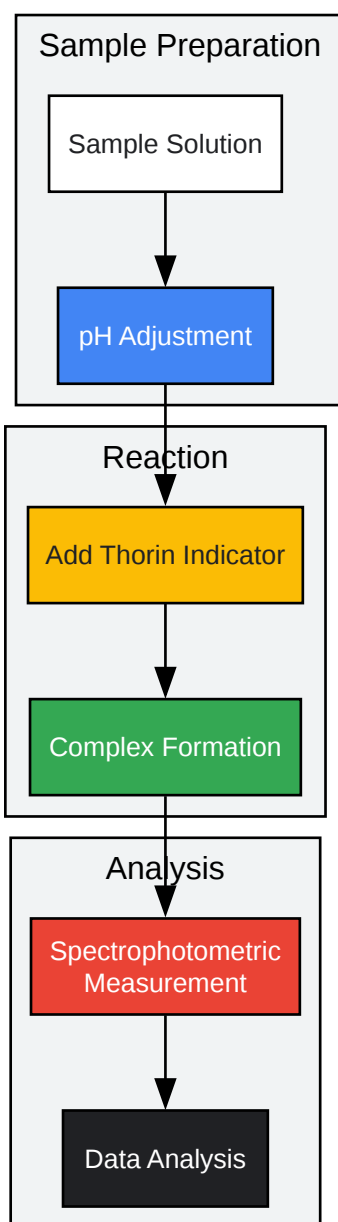 Sample Preparation
Sample Solution
pH Adjustment
Reaction
Add Thorin Indicator
Complex Formation
Analysis
Spectrophotometric
Measurement
Data Analysis